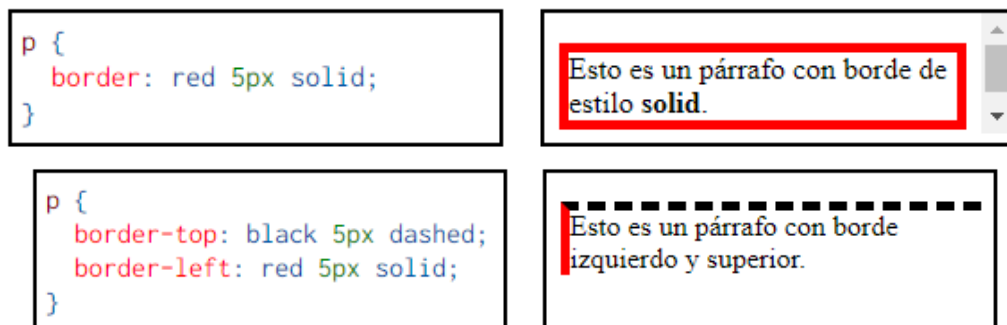 p {
  border: red 5px solid;
}
Esto es un párrafo con borde de
estilo solid.
p {
  border-top: black 5px dashed;
  border-left: red 5px solid;
}
Esto es un párrafo con borde
izquierdo y superior.